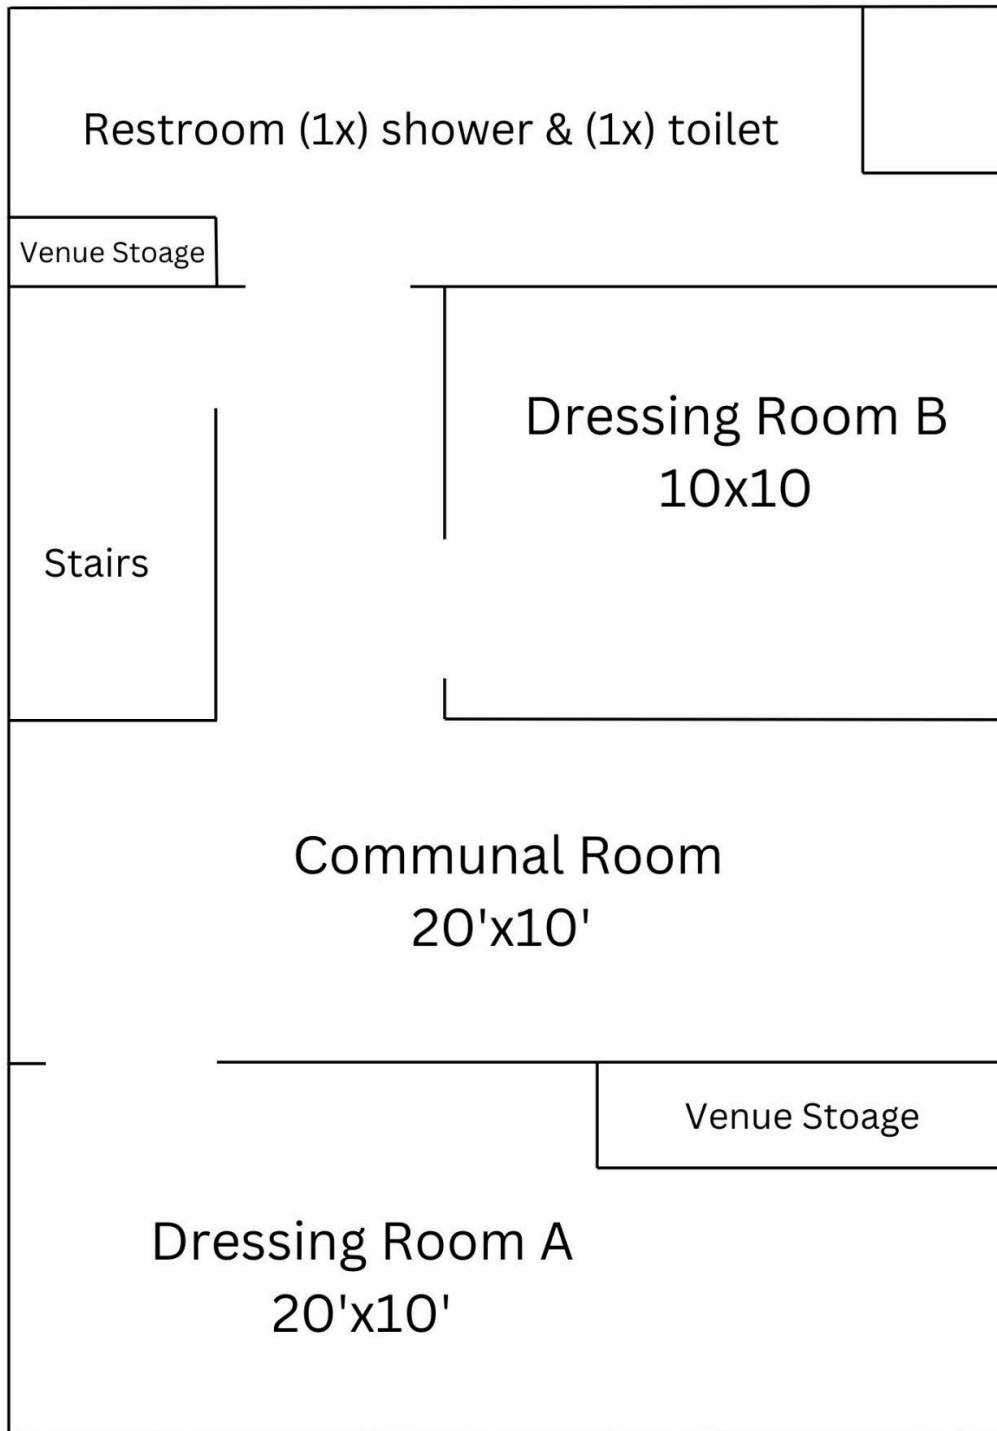 Restroom (1x) shower & (1x) toilet
Venue Stoage
Dressing Room B
10x10
Stairs
Communal Room
20'x10'
Venue Stoage
Dressing Room A
20'x10'